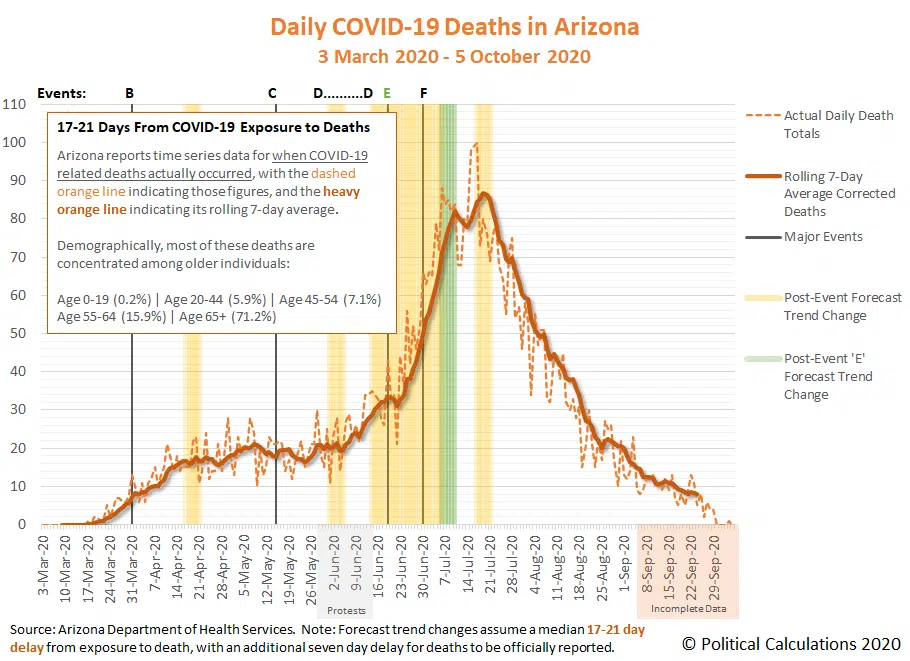 Daily COVID-19 Deaths in Arizona
3 March 2020 - 5 October 2020
Events: B C D..........D E F
110
100
90
80
70
60
50
40
30
20
10
0
17-21 Days From COVID-19 Exposure to Deaths
Arizona reports time series data for when COVID-19
related deaths actually occurred, with the dashed
orange line indicating those figures, and the heavy
orange line indicating its rolling 7-day average.
Demographically, most of these deaths are
concentrated among older individuals:
Age 0-19 (0.2%) | Age 20-44 (5.9%) | Age 45-54 (7.1%)
Age 55-64 (15.9%) | Age 65+ (71.2%)
Actual Daily Death
Totals
Rolling 7-Day
Average Corrected
Deaths
Major Events
Post-Event Forecast
Trend Change
Post-Event 'E'
Forecast Trend
Change
3-Mar-20
10-Mar-20
17-Mar-20
24-Mar-20
31-Mar-20
7-Apr-20
14-Apr-20
21-Apr-20
28-Apr-20
5-May-20
12-May-20
19-May-20
26-May-20
2-Jun-20
9-Jun-20
16-Jun-20
23-Jun-20
30-Jun-20
7-Jul-20
14-Jul-20
21-Jul-20
28-Jul-20
4-Aug-20
11-Aug-20
18-Aug-20
25-Aug-20
1-Sep-20
8-Sep-20
15-Sep-20
22-Sep-20
29-Sep-20
Protests
Incomplete Data
Source: Arizona Department of Health Services. Note: Forecast trend changes assume a median 17-21 day
delay from exposure to death, with an additional seven day delay for deaths to be officially reported.
© Political Calculations 2020